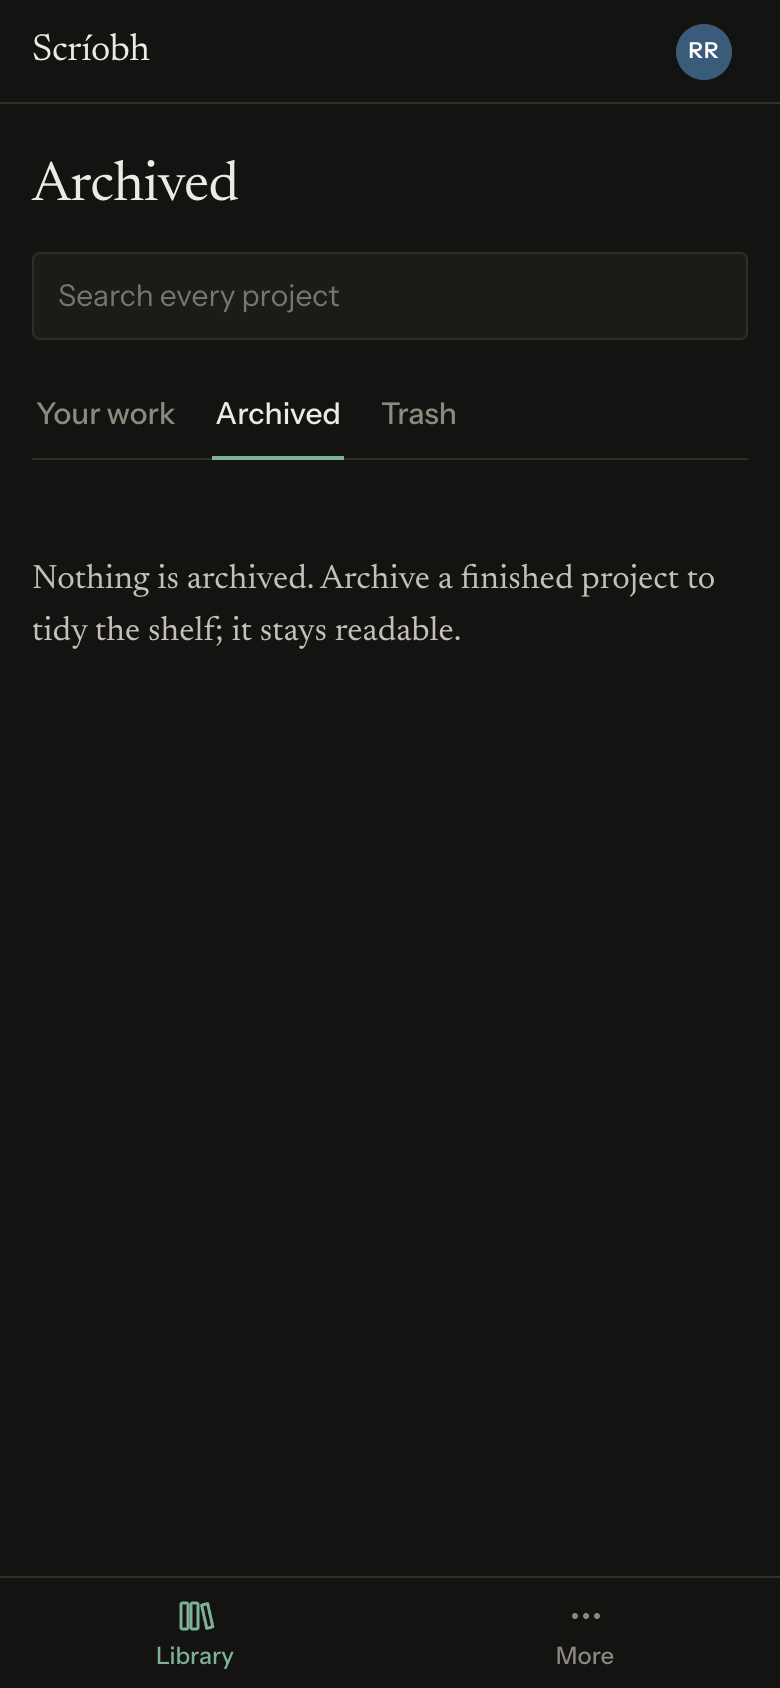 Scríobh
RR
Archived
Search every project
Your work Archived Trash
Nothing is archived. Archive a finished project to
tidy the shelf; it stays readable.
Library More